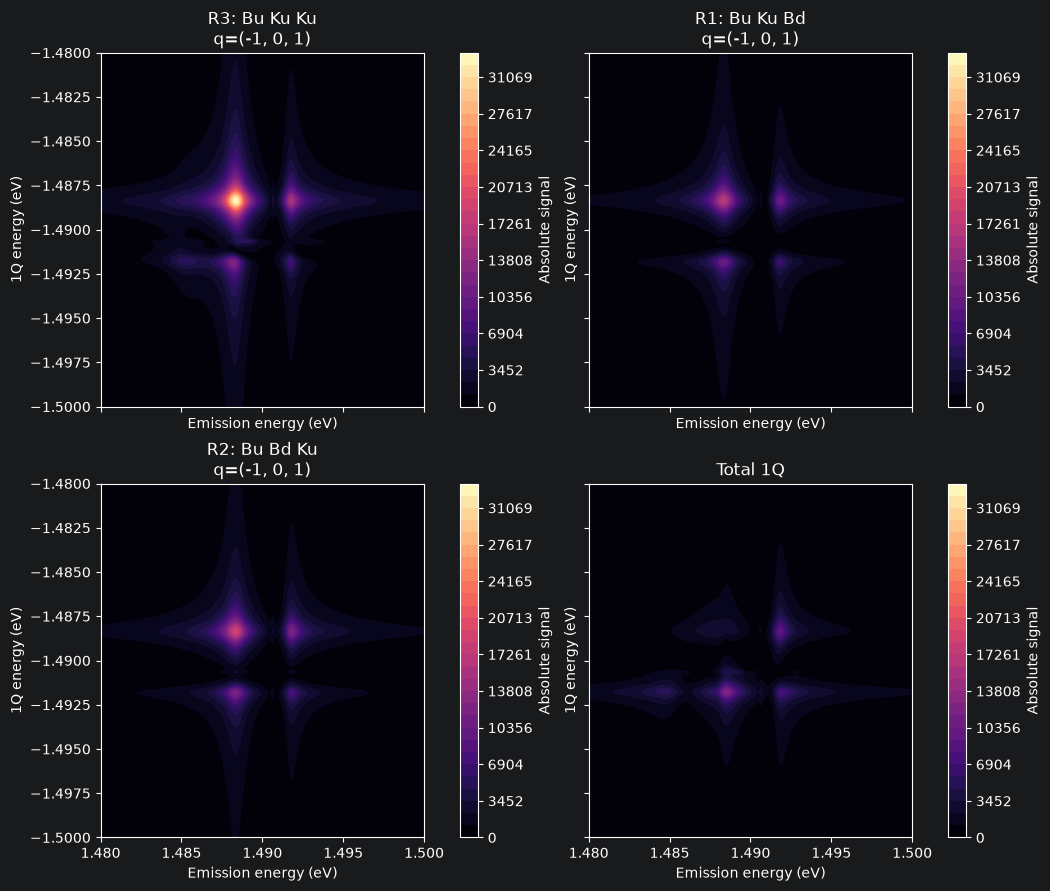 R3: Bu Ku Ku
q=(-1, 0, 1)
−1.4800
−1.4825
−1.4850
−1.4875
−1.4900
−1.4925
−1.4950
−1.4975
−1.5000
1Q energy (eV)
Emission energy (eV)
31069
27617
24165
20713
17261
13808
10356
6904
3452
0
Absolute signal
R1: Bu Ku Bd
q=(-1, 0, 1)
1Q energy (eV)
Emission energy (eV)
31069
27617
24165
20713
17261
13808
10356
6904
3452
0
Absolute signal
R2: Bu Bd Ku
q=(-1, 0, 1)
−1.4800
−1.4825
−1.4850
−1.4875
−1.4900
−1.4925
−1.4950
−1.4975
−1.5000
1Q energy (eV)
1.480 1.485 1.490 1.495 1.500
Emission energy (eV)
31069
27617
24165
20713
17261
13808
10356
6904
3452
0
Absolute signal
Total 1Q
1Q energy (eV)
1.480 1.485 1.490 1.495 1.500
Emission energy (eV)
31069
27617
24165
20713
17261
13808
10356
6904
3452
0
Absolute signal